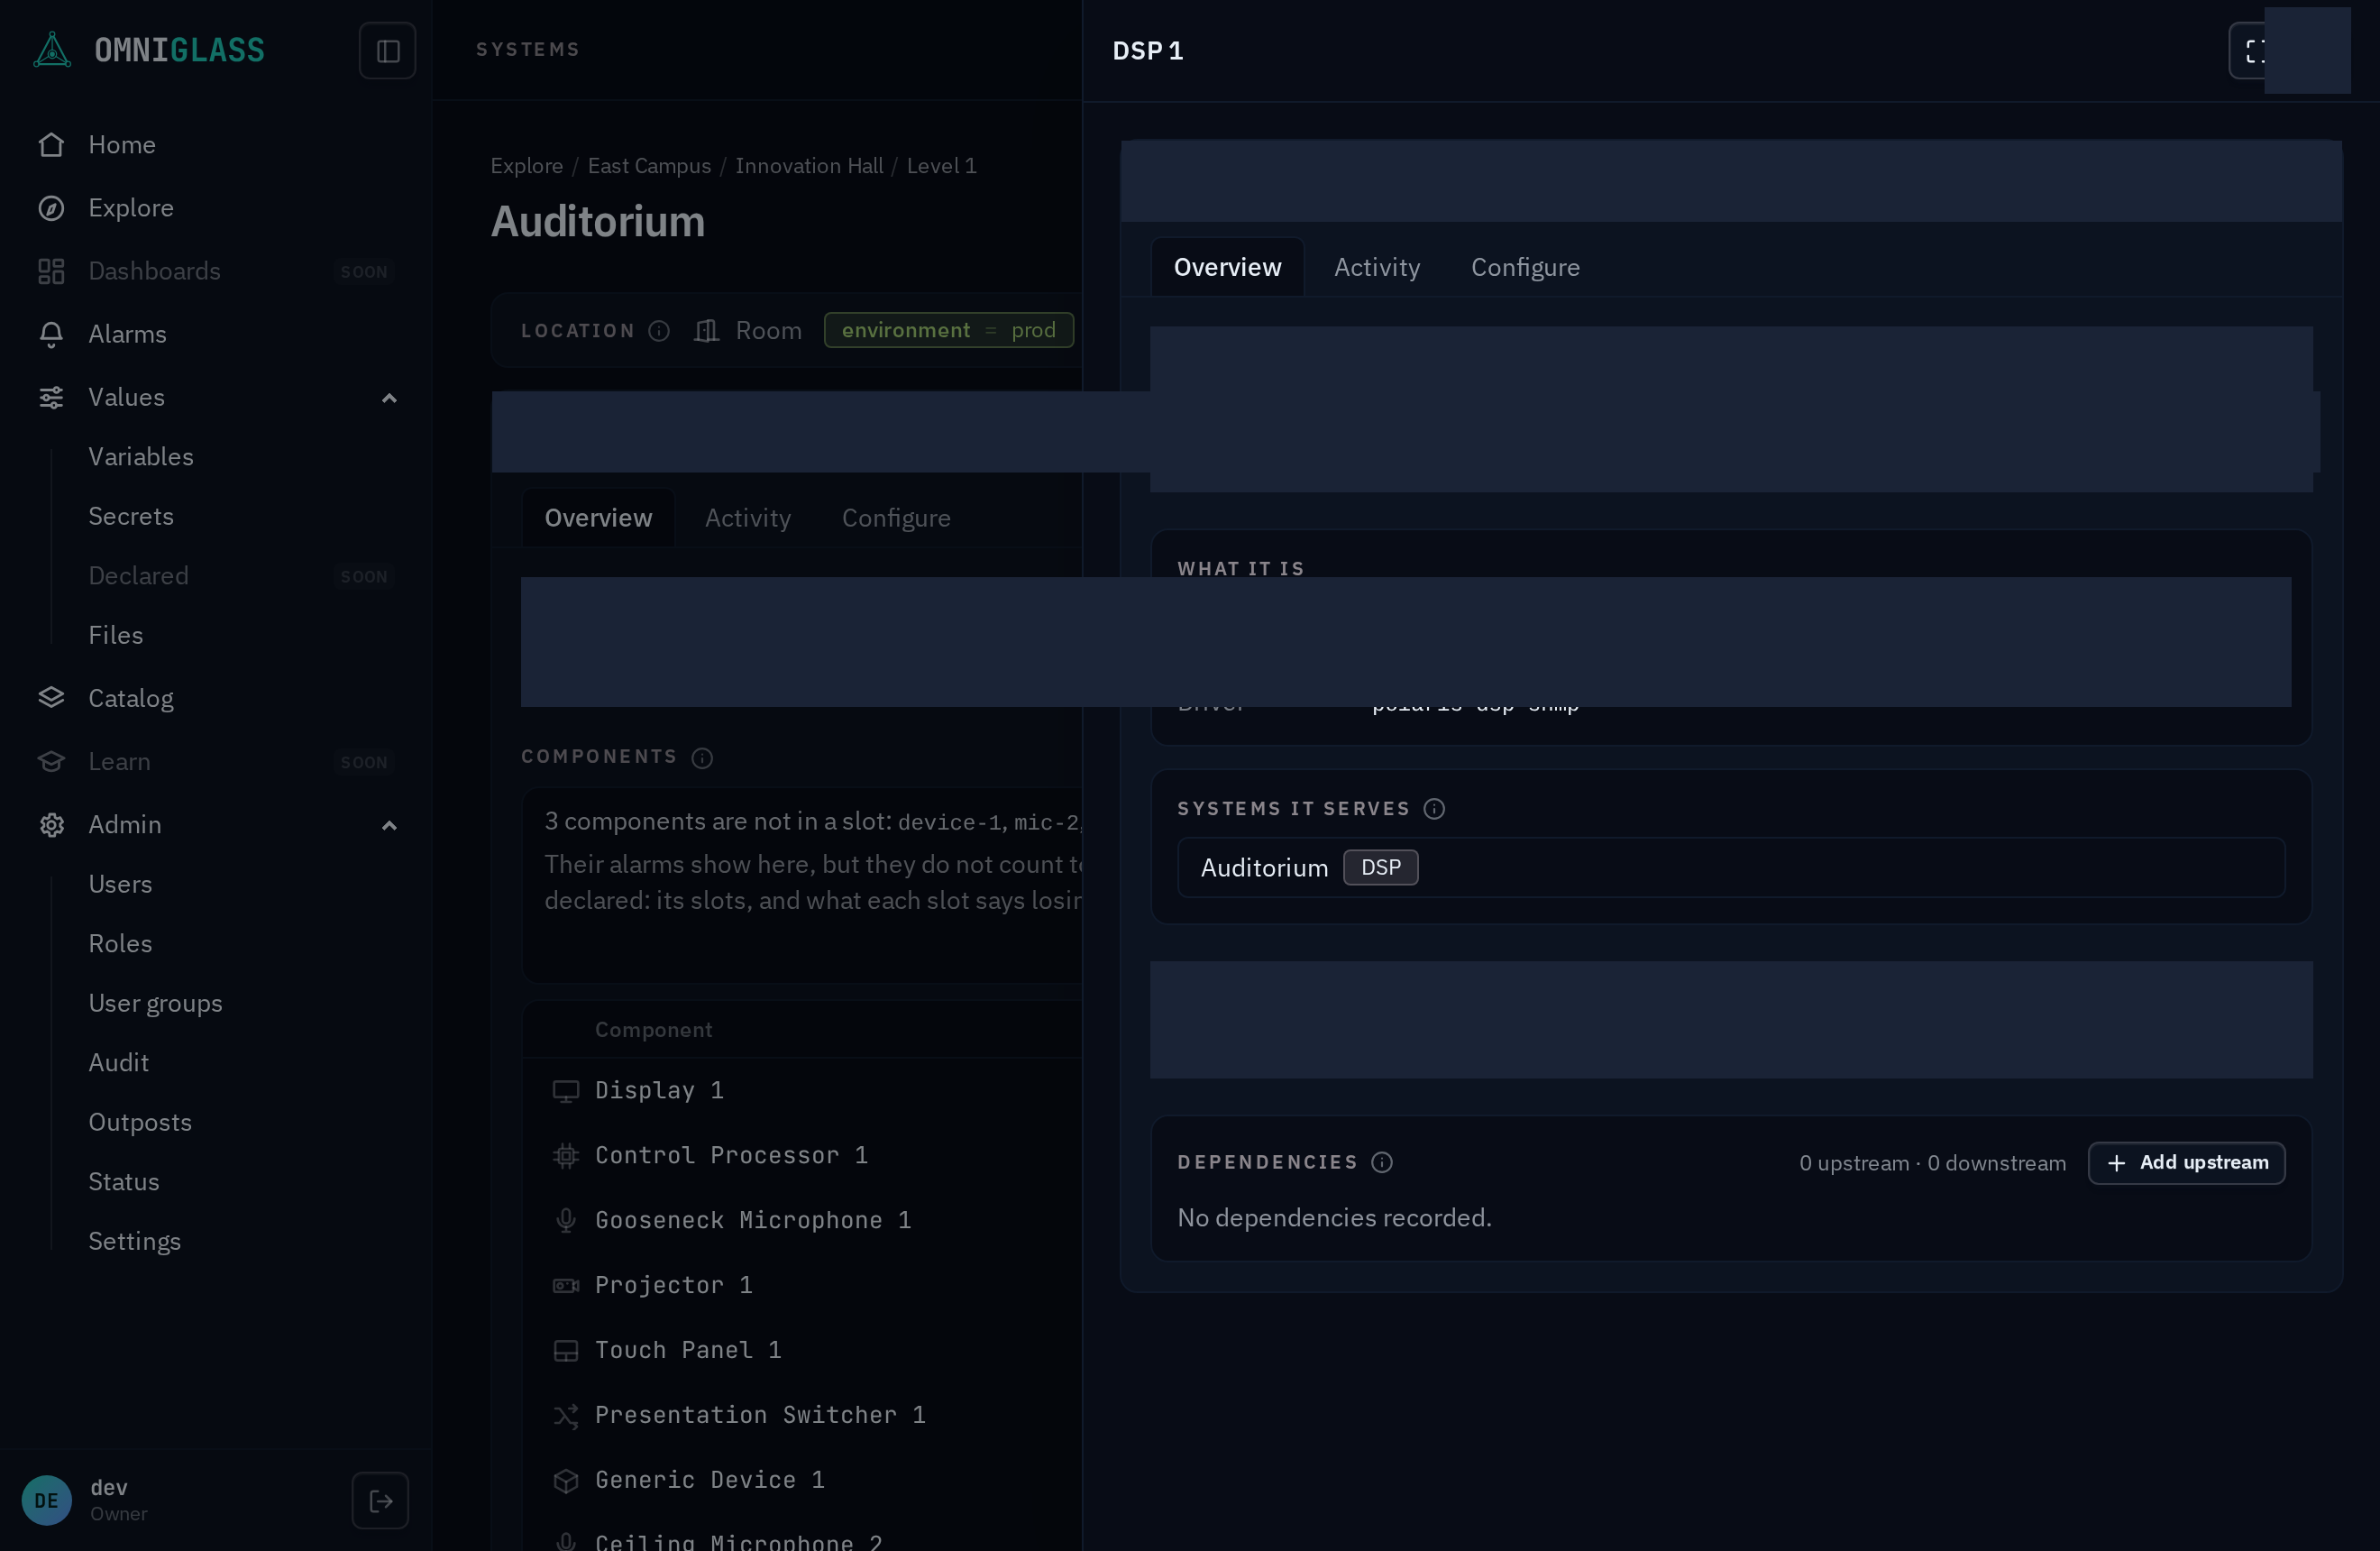 OMNIGLASS
Home
Explore
Dashboards SOON
Alarms
Values
Variables
Secrets
Declared SOON
Files
Catalog
Learn SOON
Admin
Users
Roles
User groups
Audit
Outposts
Status
Settings
DE dev
Owner
SYSTEMS
Explore / East Campus / Innovation Hall / Level 1
Auditorium
LOCATION Room environment = prod
Overview Activity Configure
COMPONENTS
3 components are not in a slot: device-1, mic-2,
Their alarms show here, but they do not count
declared: its slots, and what each slot says
Component
Display 1
Control Processor 1
Gooseneck Microphone 1
Projector 1
Touch Panel 1
Presentation Switcher 1
Generic Device 1
Ceiling Microphone 2
DSP 1
Overview Activity Configure
WHAT IT IS
SYSTEMS IT SERVES
Auditorium DSP
DEPENDENCIES 0 upstream · 0 downstream + Add upstream
No dependencies recorded.